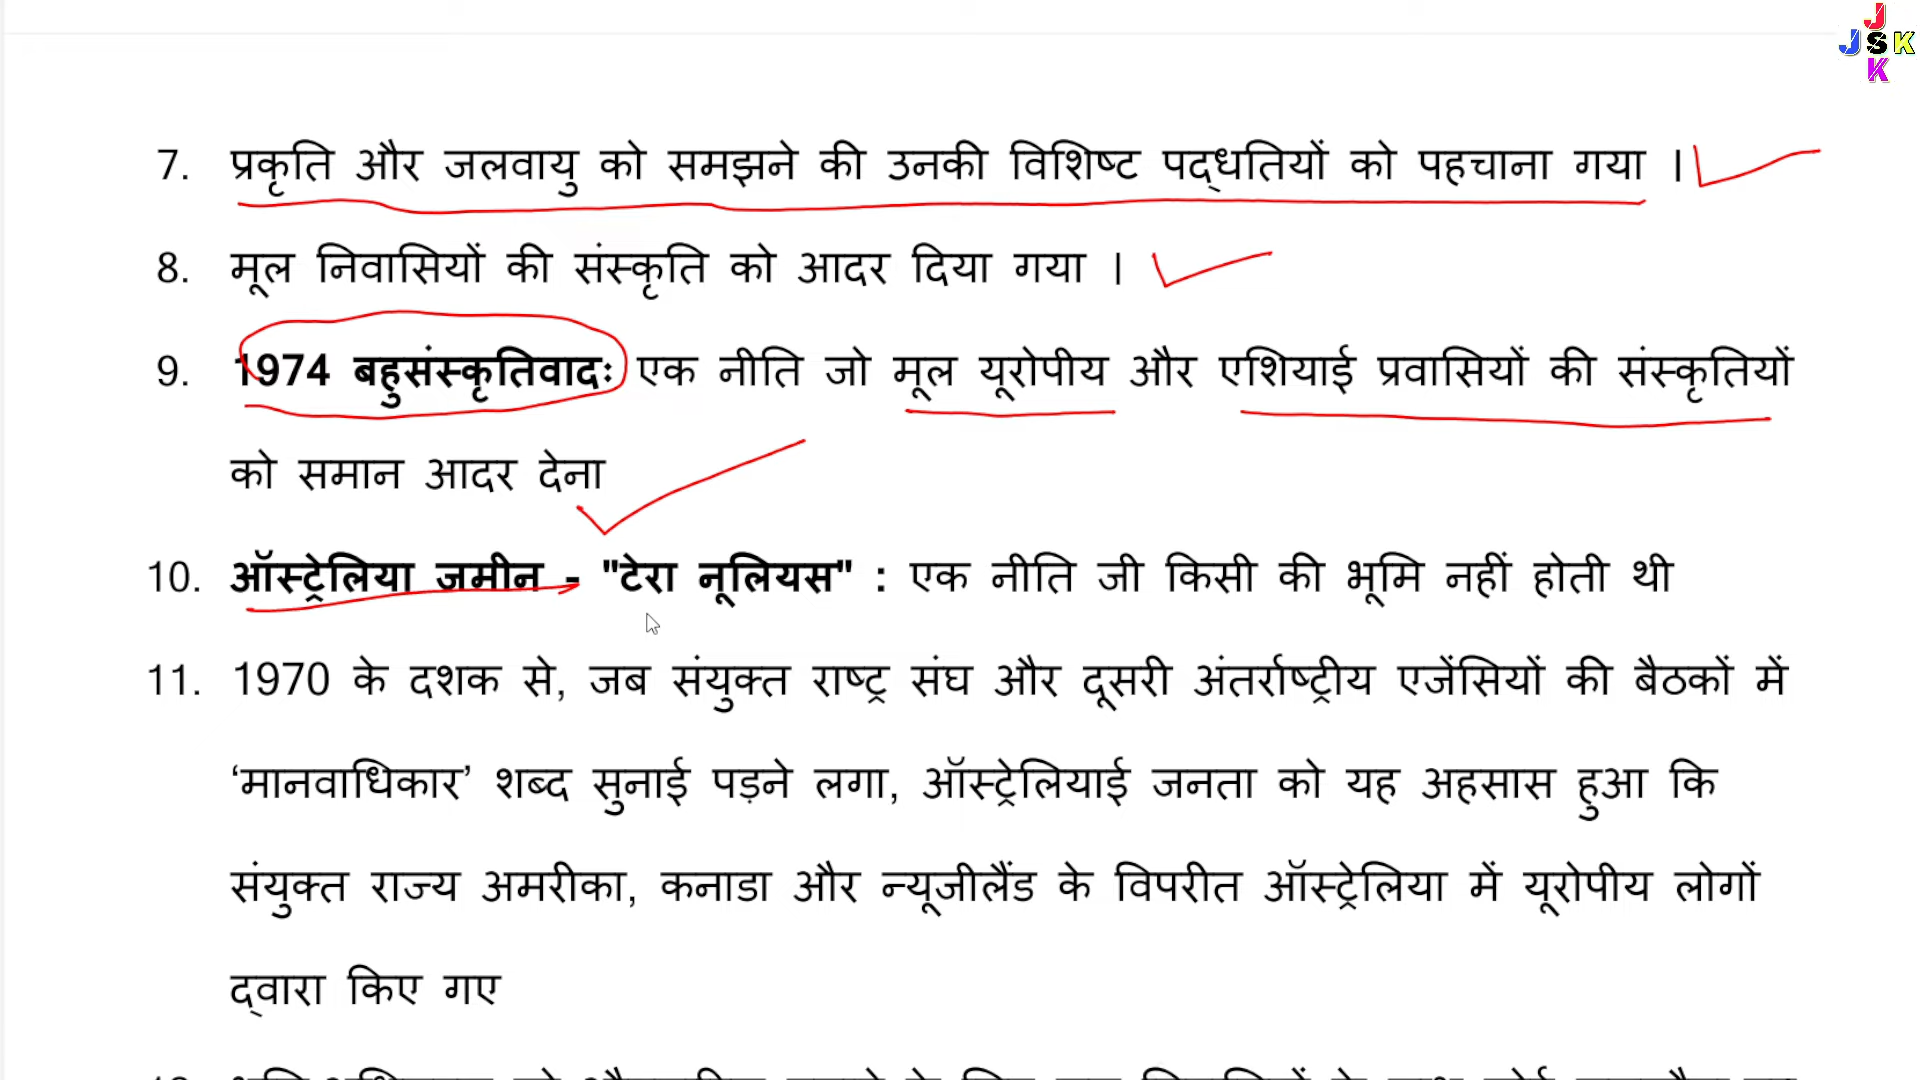 J
J S K
K
7. प्रकृति और जलवायु को समझने की उनकी विशिष्ट पद्धतियों को पहचाना गया ।
8. मूल निवासियों की संस्कृति को आदर दिया गया ।
9. 1974 बहुसंस्कृतिवादः एक नीति जो मूल यूरोपीय और एशियाई प्रवासियों की संस्कृतियों
को समान आदर देना
10. ऑस्ट्रेलिया जमीन - "टेरा नूलियस" : एक नीति जी किसी की भूमि नहीं होती थी
11. 1970 के दशक से, जब संयुक्त राष्ट्र संघ और दूसरी अंतर्राष्ट्रीय एजेंसियों की बैठकों में
‘मानवाधिकार’ शब्द सुनाई पड़ने लगा, ऑस्ट्रेलियाई जनता को यह अहसास हुआ कि
संयुक्त राज्य अमरीका, कनाडा और न्यूजीलैंड के विपरीत ऑस्ट्रेलिया में यूरोपीय लोगों
द्वारा किए गए